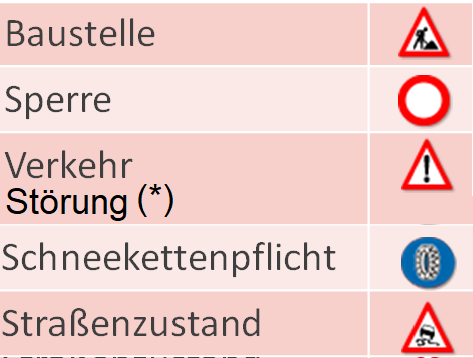 Baustelle
Sperre
Verkehr
Störung (*)
Schneekettenpflicht
Straßenzustand